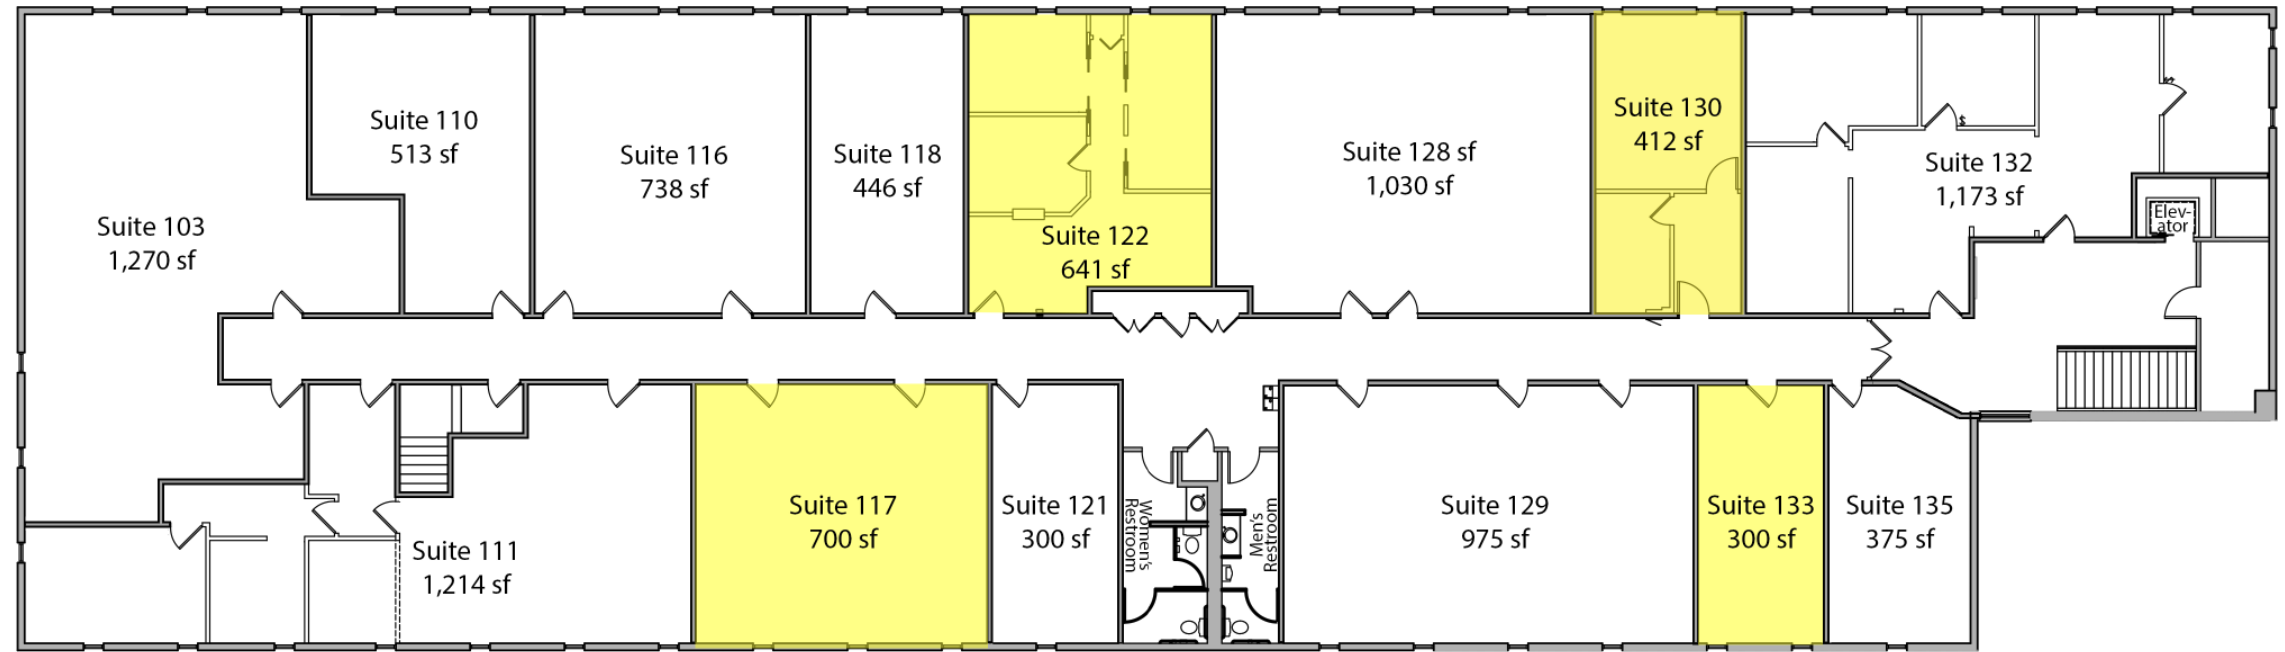 Suite 103
1,270 sf
Suite 110
513 sf
Suite 116
738 sf
Suite 118
446 sf
Suite 122
641 sf
Suite 128 sf
1,030 sf
Suite 130
412 sf
Suite 132
1,173 sf
Elev-
ator
Suite 111
1,214 sf
Suite 117
700 sf
Suite 121
300 sf
Women's
Restroom
Men's
Restroom
Suite 129
975 sf
Suite 133
300 sf
Suite 135
375 sf